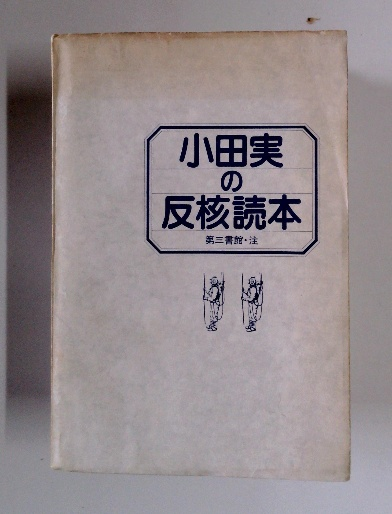 小田実
の
反核読本
第三書館・注